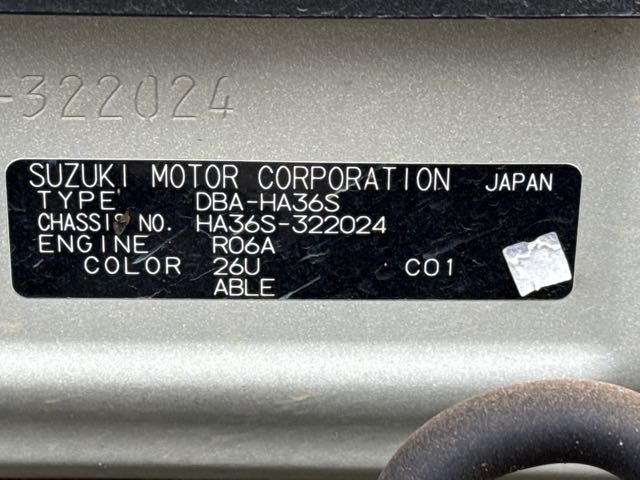 -322024
SUZUKI MOTOR CORPORATION JAPAN
TYPE DBA-HA36S
CHASSIS NO. HA36S-322024
ENGINE R06A
COLOR 26U C01
ABLE